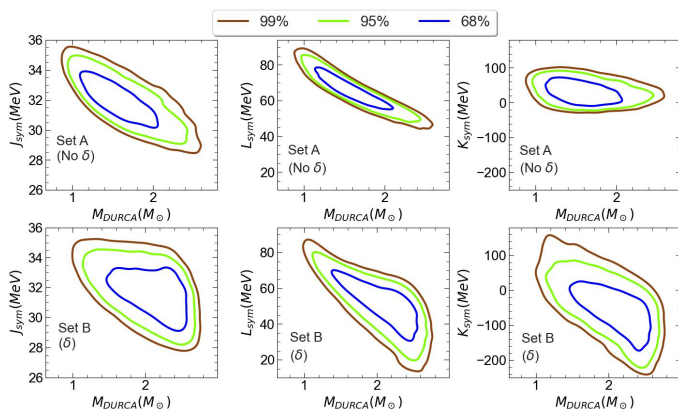 99% 95% 68%
J_sym(MeV) 36 34 32 30 28 26 Set A (No δ) 1 2 M_DURCA(M_⊙)
L_sym(MeV) 80 60 40 20 Set A (No δ) 1 2 M_DURCA(M_⊙)
K_sym(MeV) 100 0 −100 −200 Set A (No δ) 1 2 M_DURCA(M_⊙)
J_sym(MeV) 36 34 32 30 28 26 Set B (δ) 1 2 M_DURCA(M_⊙)
L_sym(MeV) 80 60 40 20 Set B (δ) 1 2 M_DURCA(M_⊙)
K_sym(MeV) 100 0 −100 −200 Set B (δ) 1 2 M_DURCA(M_⊙)